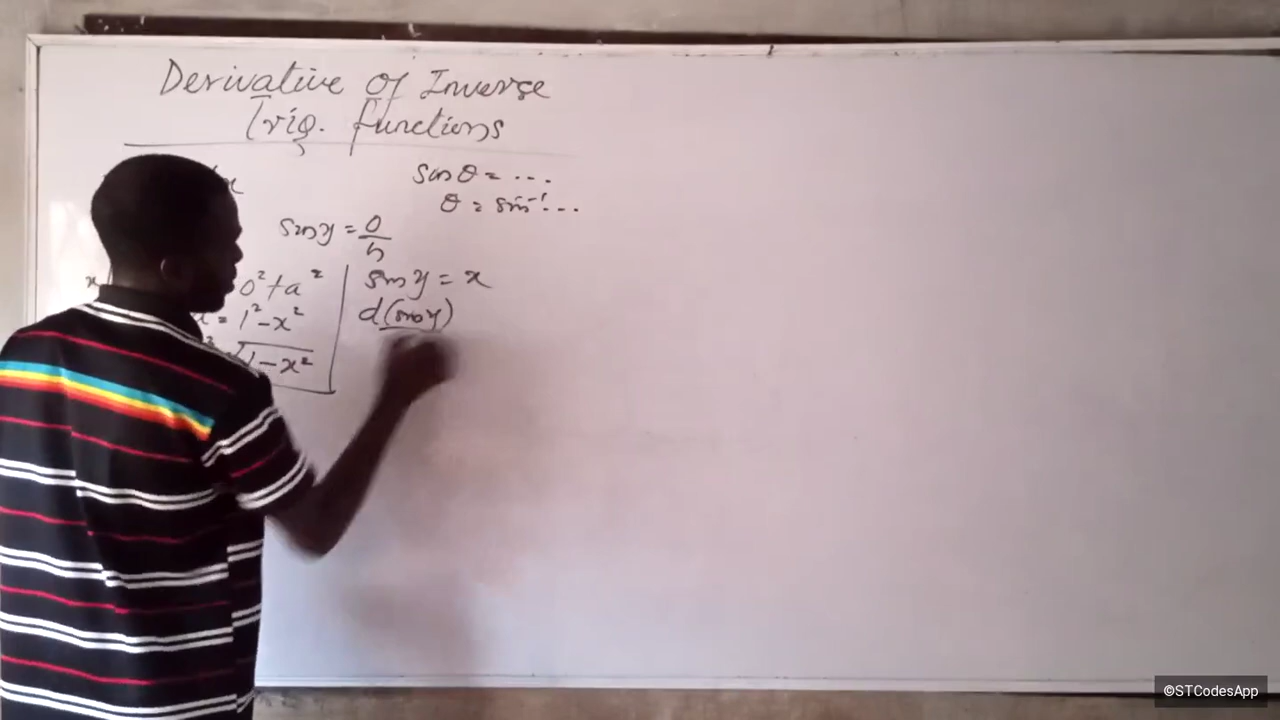 Derivative of Inverse
Trig. functions
x
sin θ = ...
θ = sin⁻¹...
sin y = o/h
x
o² + a²
= 1² - x²
√1 - x²
sin y = x
d(sin y)
©STCodesApp